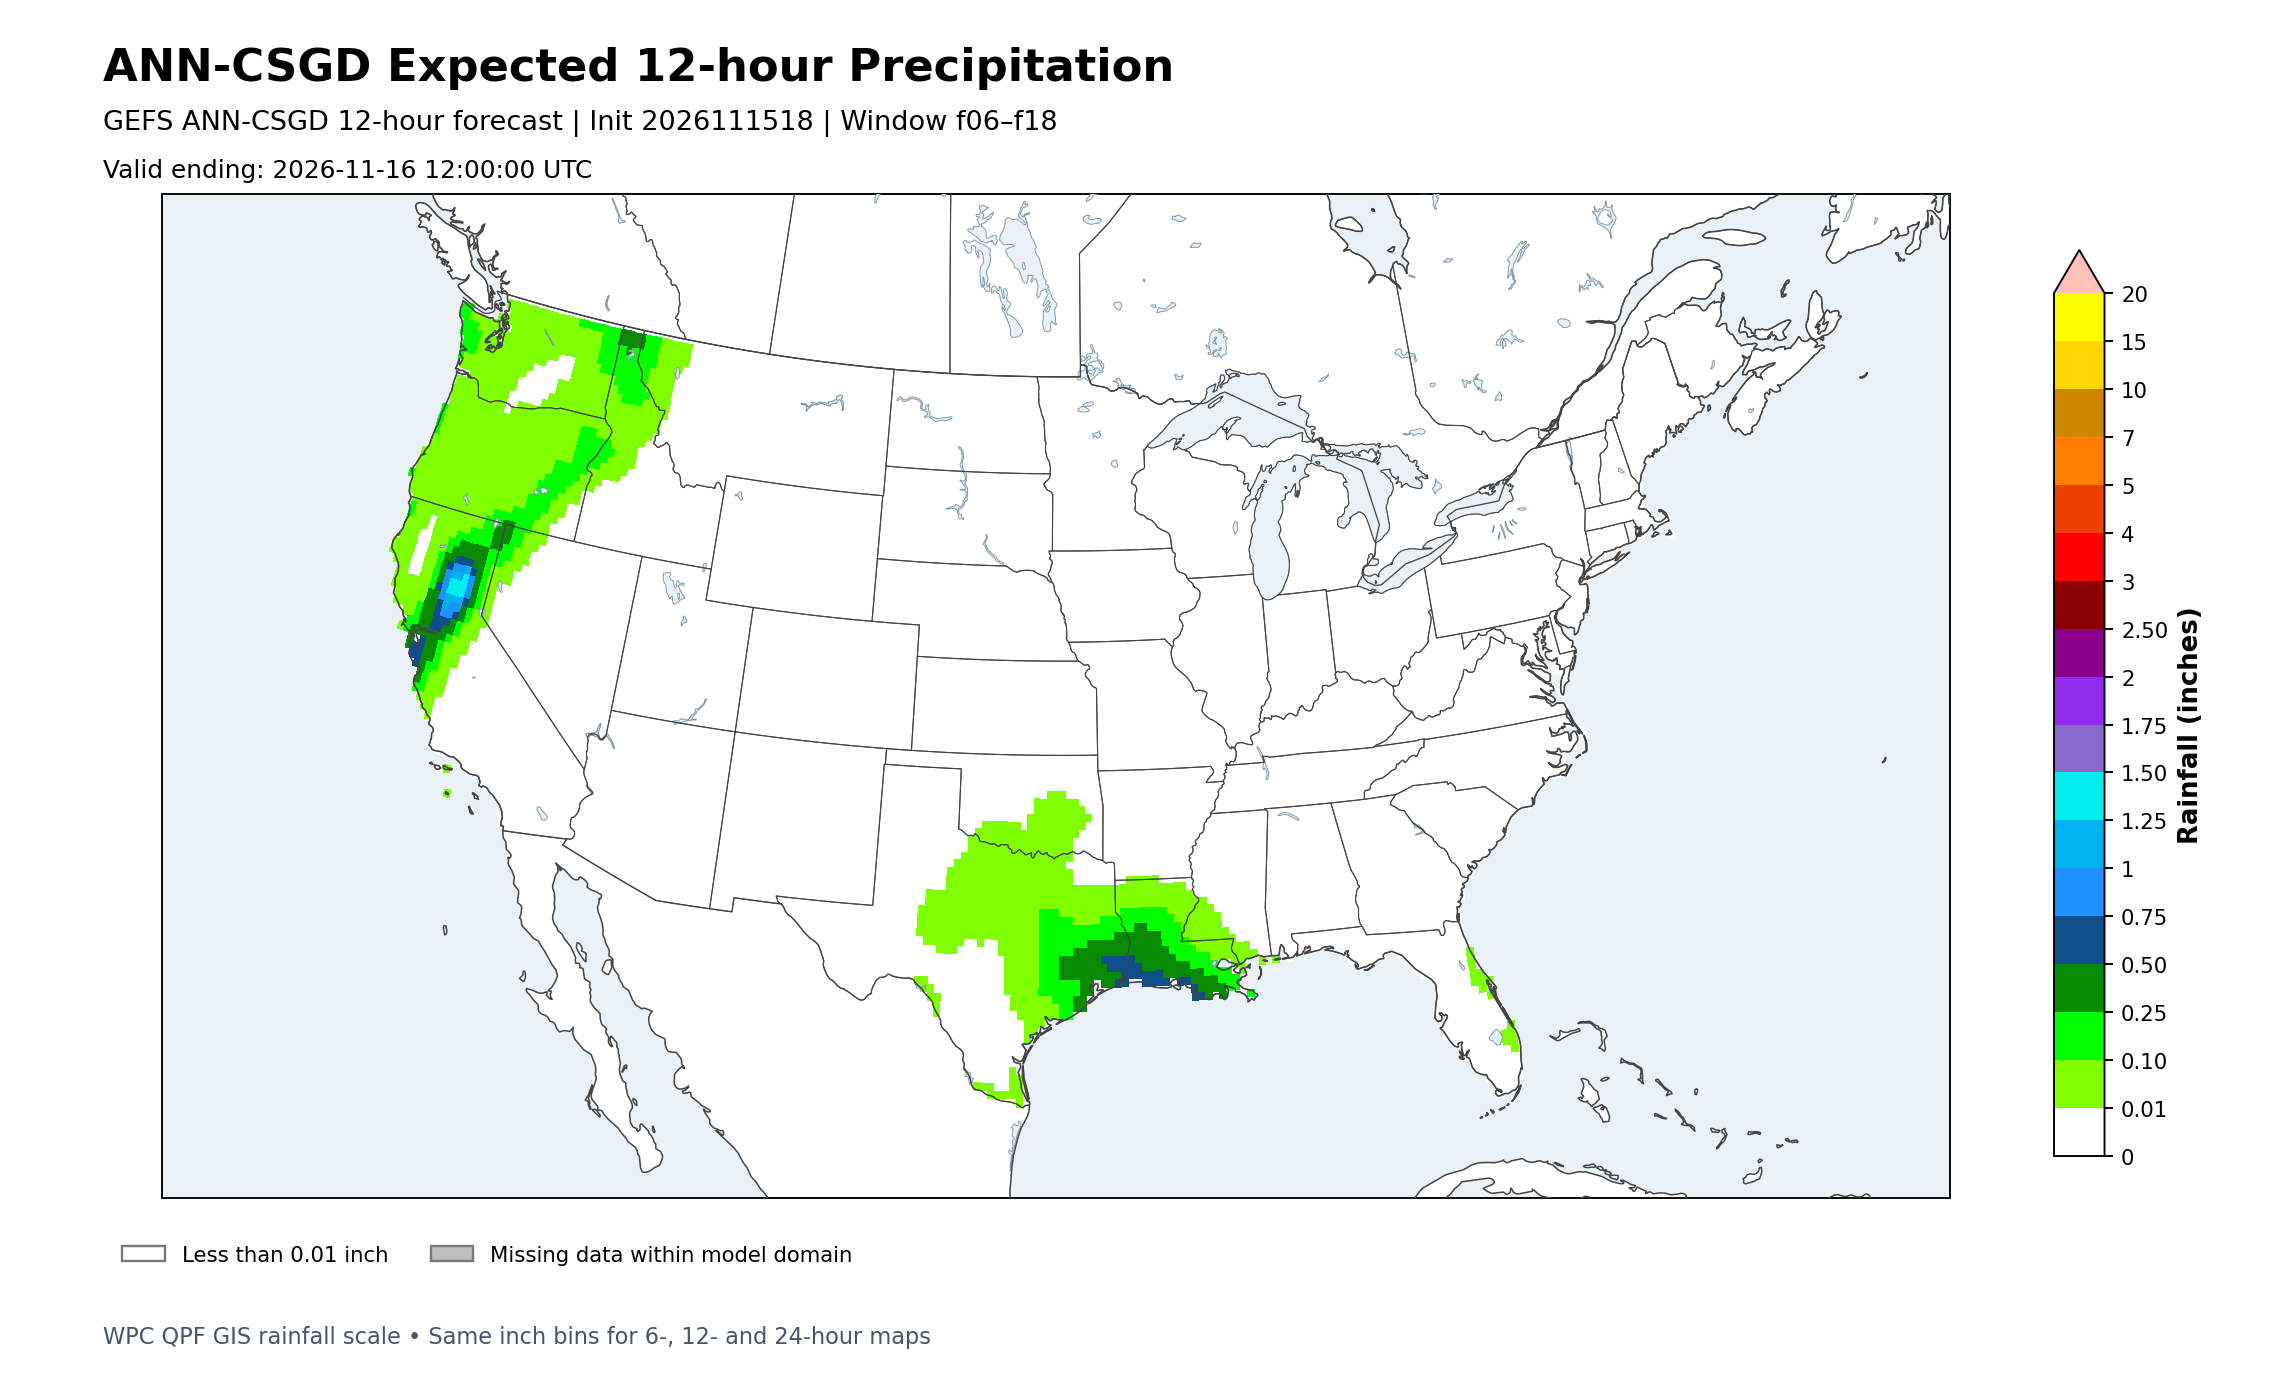 ANN-CSGD Expected 12-hour Precipitation
GEFS ANN-CSGD 12-hour forecast | Init 2026111518 | Window f06–f18
Valid ending: 2026-11-16 12:00:00 UTC
20
15
10
7
5
4
3
2.50
2
1.75
1.50
1.25
1
0.75
0.50
0.25
0.10
0.01
0
Rainfall (inches)
Less than 0.01 inch
Missing data within model domain
WPC QPF GIS rainfall scale • Same inch bins for 6-, 12- and 24-hour maps